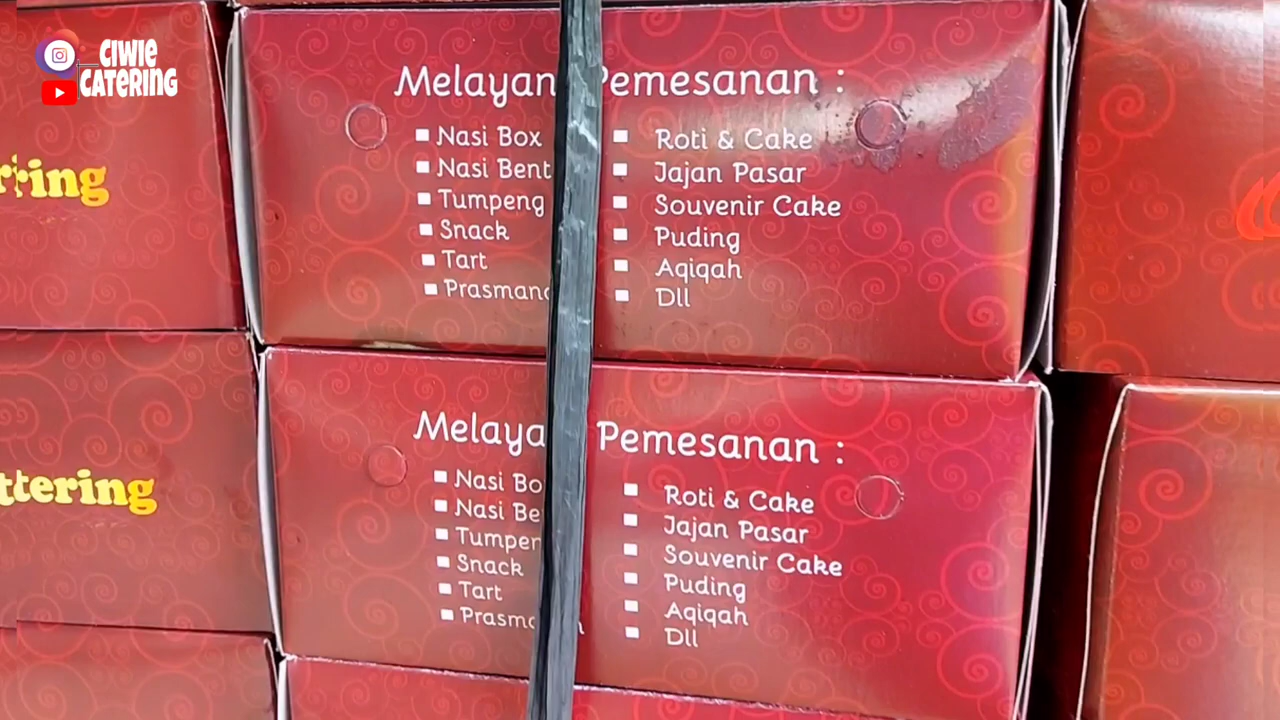 CIWIE
CATERING
Melayan Pemesanan :
Nasi Box
Nasi Bent
Tumpeng
Snack
Tart
Prasmana
Roti & Cake
Jajan Pasar
Souvenir Cake
Puding
Aqiqah
Dll
ttering
Melaya Pemesanan :
Nasi Bo
Nasi Be
Tumpen
Snack
Tart
Prasm
Roti & Cake
Jajan Pasar
Souvenir Cake
Puding
Aqiqah
Dll